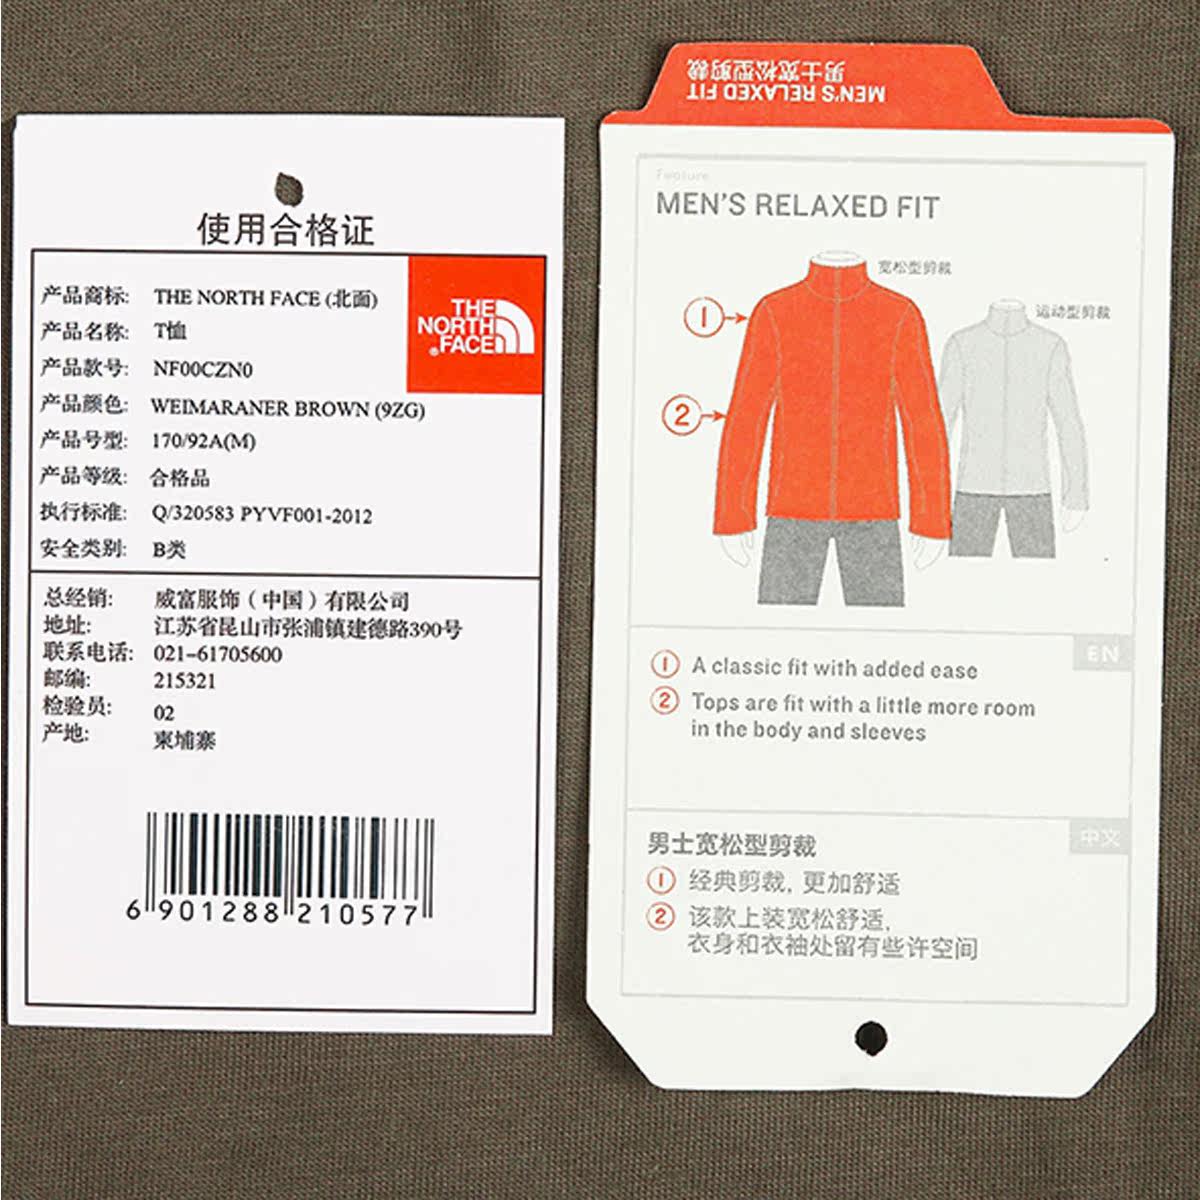 使用合格证
产品商标: THE NORTH FACE (北面)
产品名称: T恤
产品款号: NF00CZN0
产品颜色: WEIMARANER BROWN (9ZG)
产品号型: 170/92A(M)
产品等级: 合格品
执行标准: Q/320583 PYVF001-2012
安全类别: B类
THE
NORTH
FACE
总经销: 威富服饰(中国)有限公司
地址: 江苏省昆山市张浦镇建德路390号
联系电话: 021-61705600
邮编: 215321
检验员: 02
产地: 柬埔寨
6 901288 210577
MEN'S RELAXED FIT
男士宽松型剪裁
Feature
MEN'S RELAXED FIT
宽松型剪裁
运动型剪裁
1
2
EN
1 A classic fit with added ease
2 Tops are fit with a little more room
in the body and sleeves
中文
男士宽松型剪裁
1 经典剪裁, 更加舒适
2 该款上装宽松舒适,
衣身和衣袖处留有些许空间